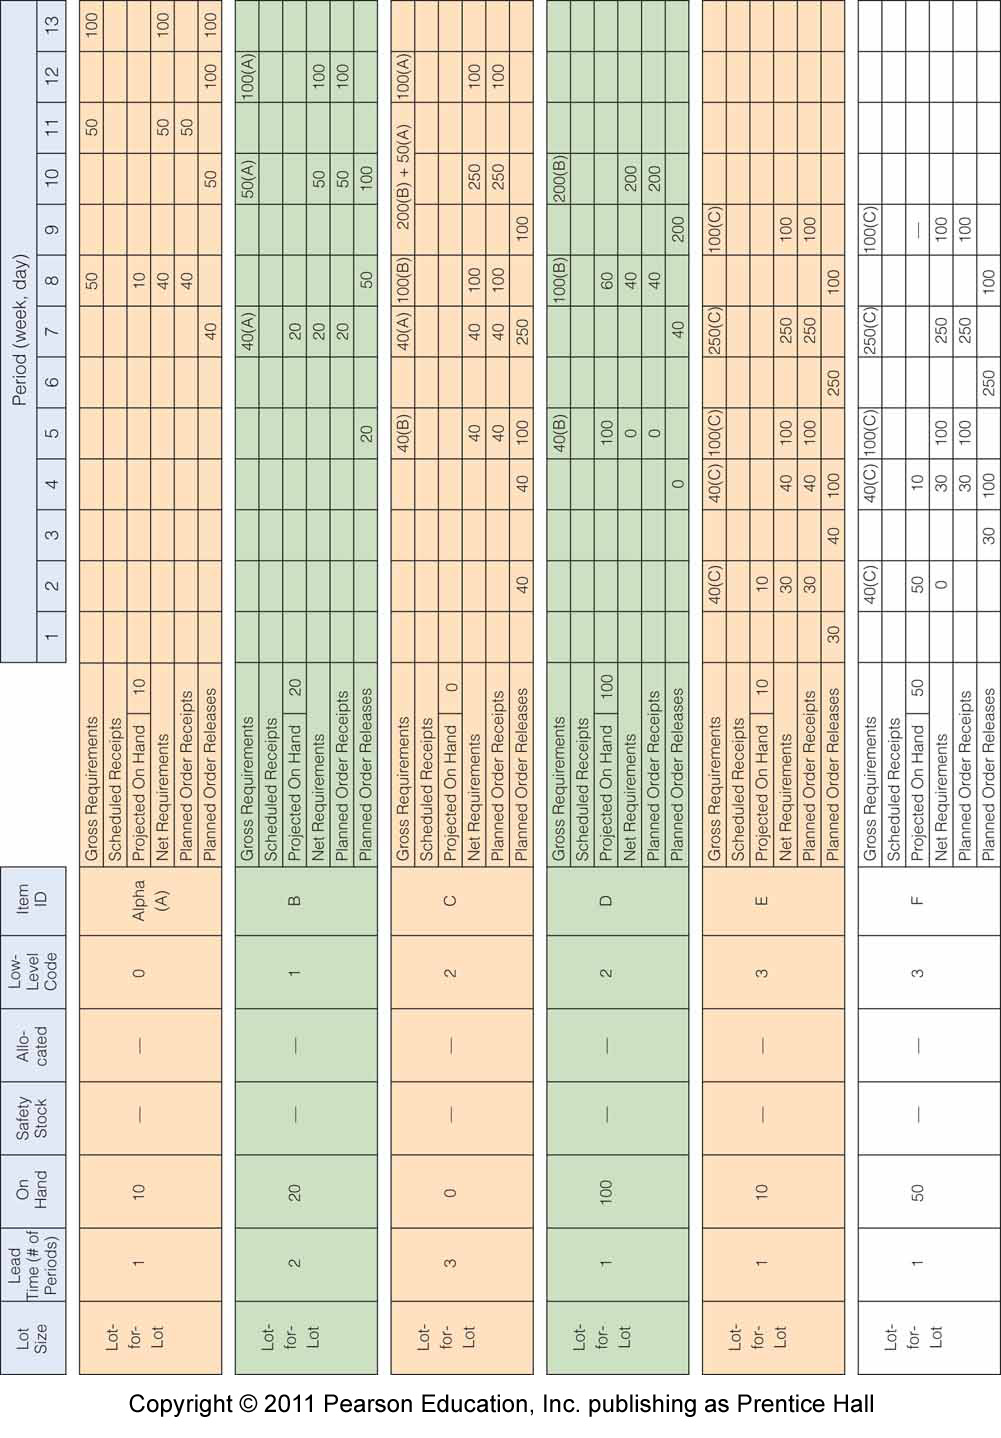 Lot
Size
Lead
Time (# of
Periods)
On
Hand
Safety
Stock
Allo-
cated
Low-
Level
Code
Item
ID
Period (week, day)
1 2 3 4 5 6 7 8 9 10 11 12 13
Lot-
for-
Lot
1
10
—
—
0
Alpha
(A)
Gross Requirements 50 50 100
Scheduled Receipts
Projected On Hand 10 10
Net Requirements 40 50 100
Planned Order Receipts 40 50
Planned Order Releases 40 50 100 100
Lot-
for-
Lot
2
20
—
—
1
B
Gross Requirements 40(A) 50(A) 100(A)
Scheduled Receipts
Projected On Hand 20 20
Net Requirements 20 50 100
Planned Order Receipts 20 50 100
Planned Order Releases 20 50 100
Lot-
for-
Lot
3
0
—
—
2
C
Gross Requirements 40(B) 40(A) 100(B) 200(B) + 50(A) 100(A)
Scheduled Receipts
Projected On Hand 0
Net Requirements 40 40 100 250 100
Planned Order Receipts 40 40 100 250 100
Planned Order Releases 40 40 100 250 100
Lot-
for-
Lot
1
100
—
—
2
D
Gross Requirements 40(B) 100(B) 200(B)
Scheduled Receipts
Projected On Hand 100 100 60
Net Requirements 0 40 200
Planned Order Receipts 0 40 200
Planned Order Releases 0 40 200
Lot-
for-
Lot
1
10
—
—
3
E
Gross Requirements 40(C) 40(C) 100(C) 250(C) 100(C)
Scheduled Receipts
Projected On Hand 10 10
Net Requirements 30 40 100 250 100
Planned Order Receipts 30 40 100 250 100
Planned Order Releases 30 40 100 250 100
Lot-
for-
Lot
1
50
—
—
3
F
Gross Requirements 40(C) 40(C) 100(C) 250(C) 100(C)
Scheduled Receipts
Projected On Hand 50 50 10 —
Net Requirements 0 30 100 250 100
Planned Order Receipts 30 100 250 100
Planned Order Releases 30 100 250 100
Copyright © 2011 Pearson Education, Inc. publishing as Prentice Hall